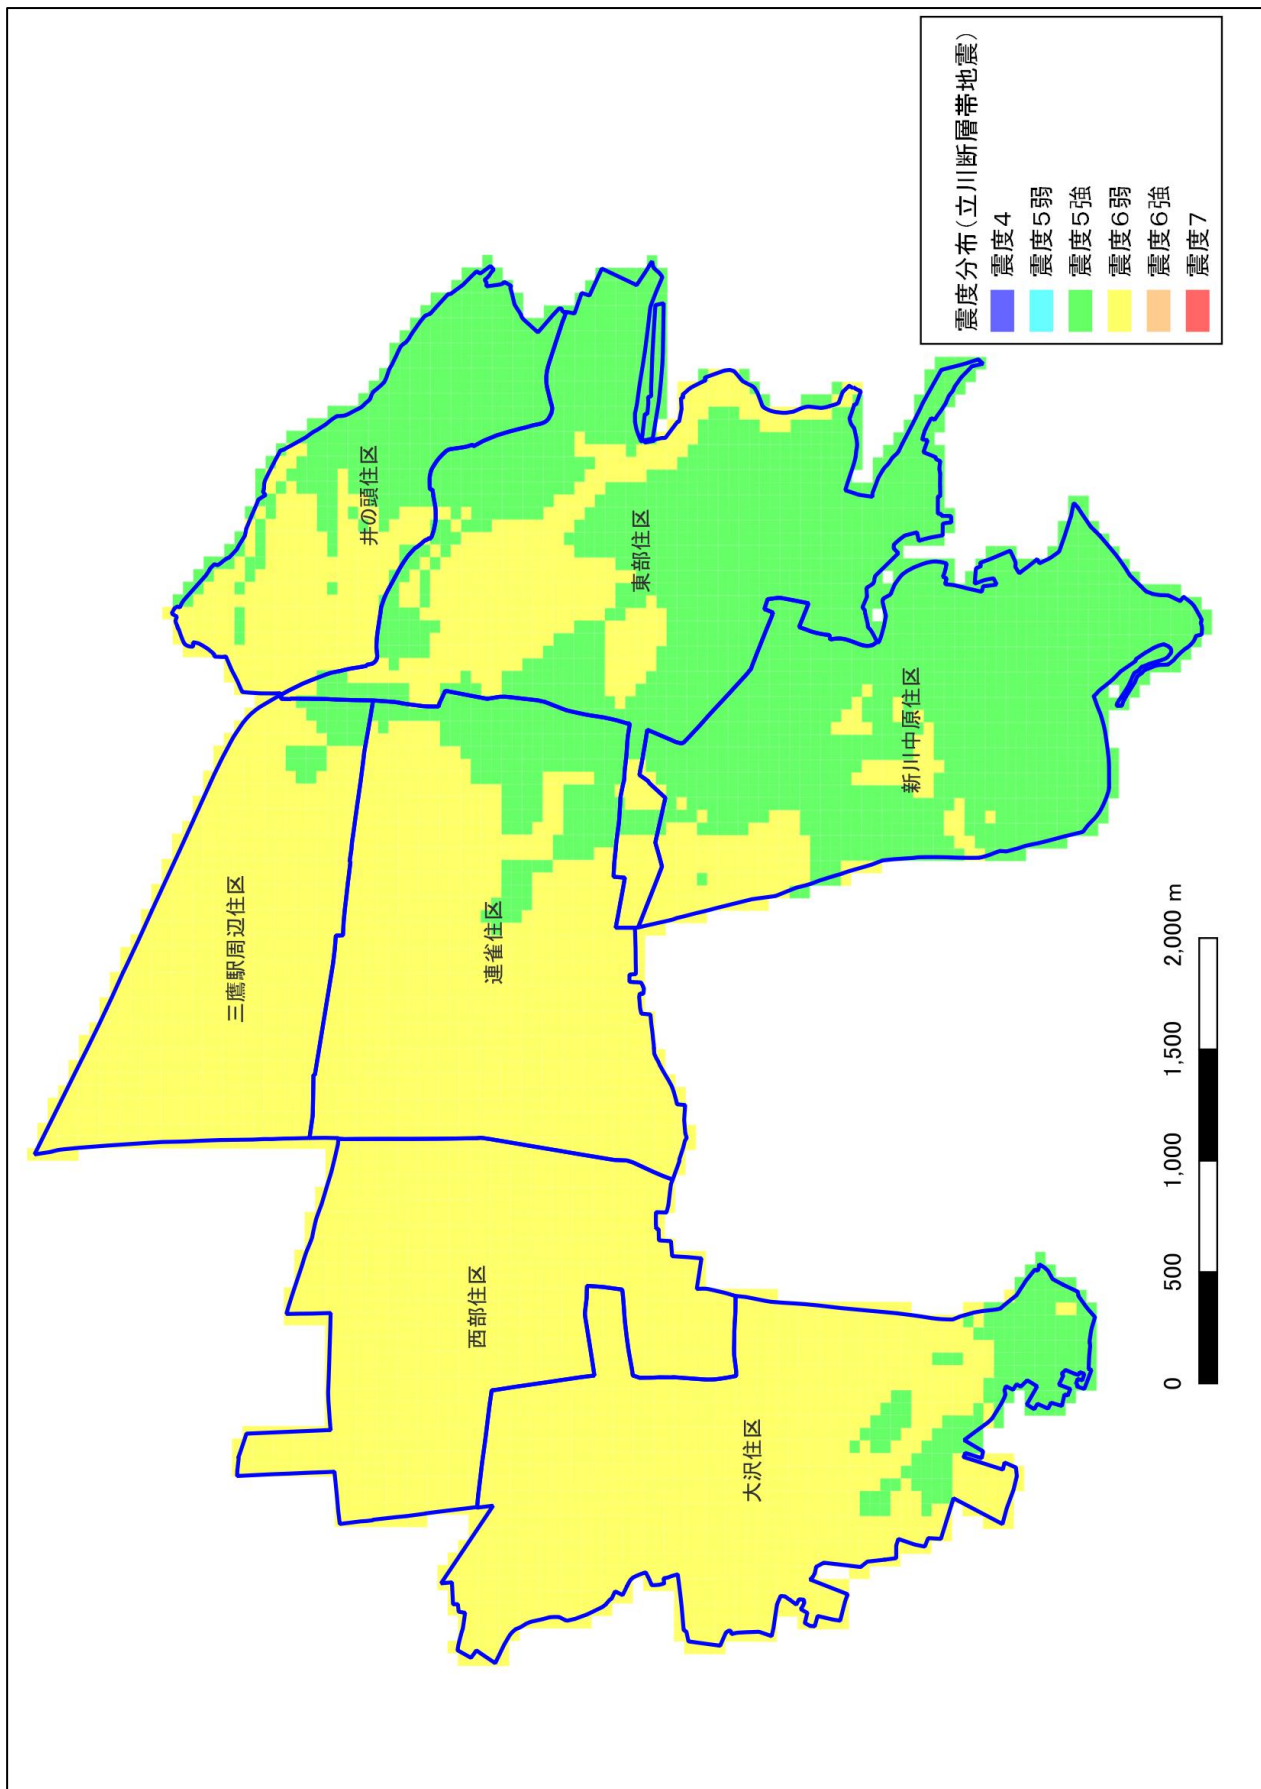 震度分布(立川断層帯地震)
震度4
震度5弱
震度5強
震度6弱
震度6強
震度7
三鷹駅周辺住区
井の頭住区
西部住区
連雀住区
東部住区
大沢住区
新川中原住区
0 500 1,000 1,500 2,000 m